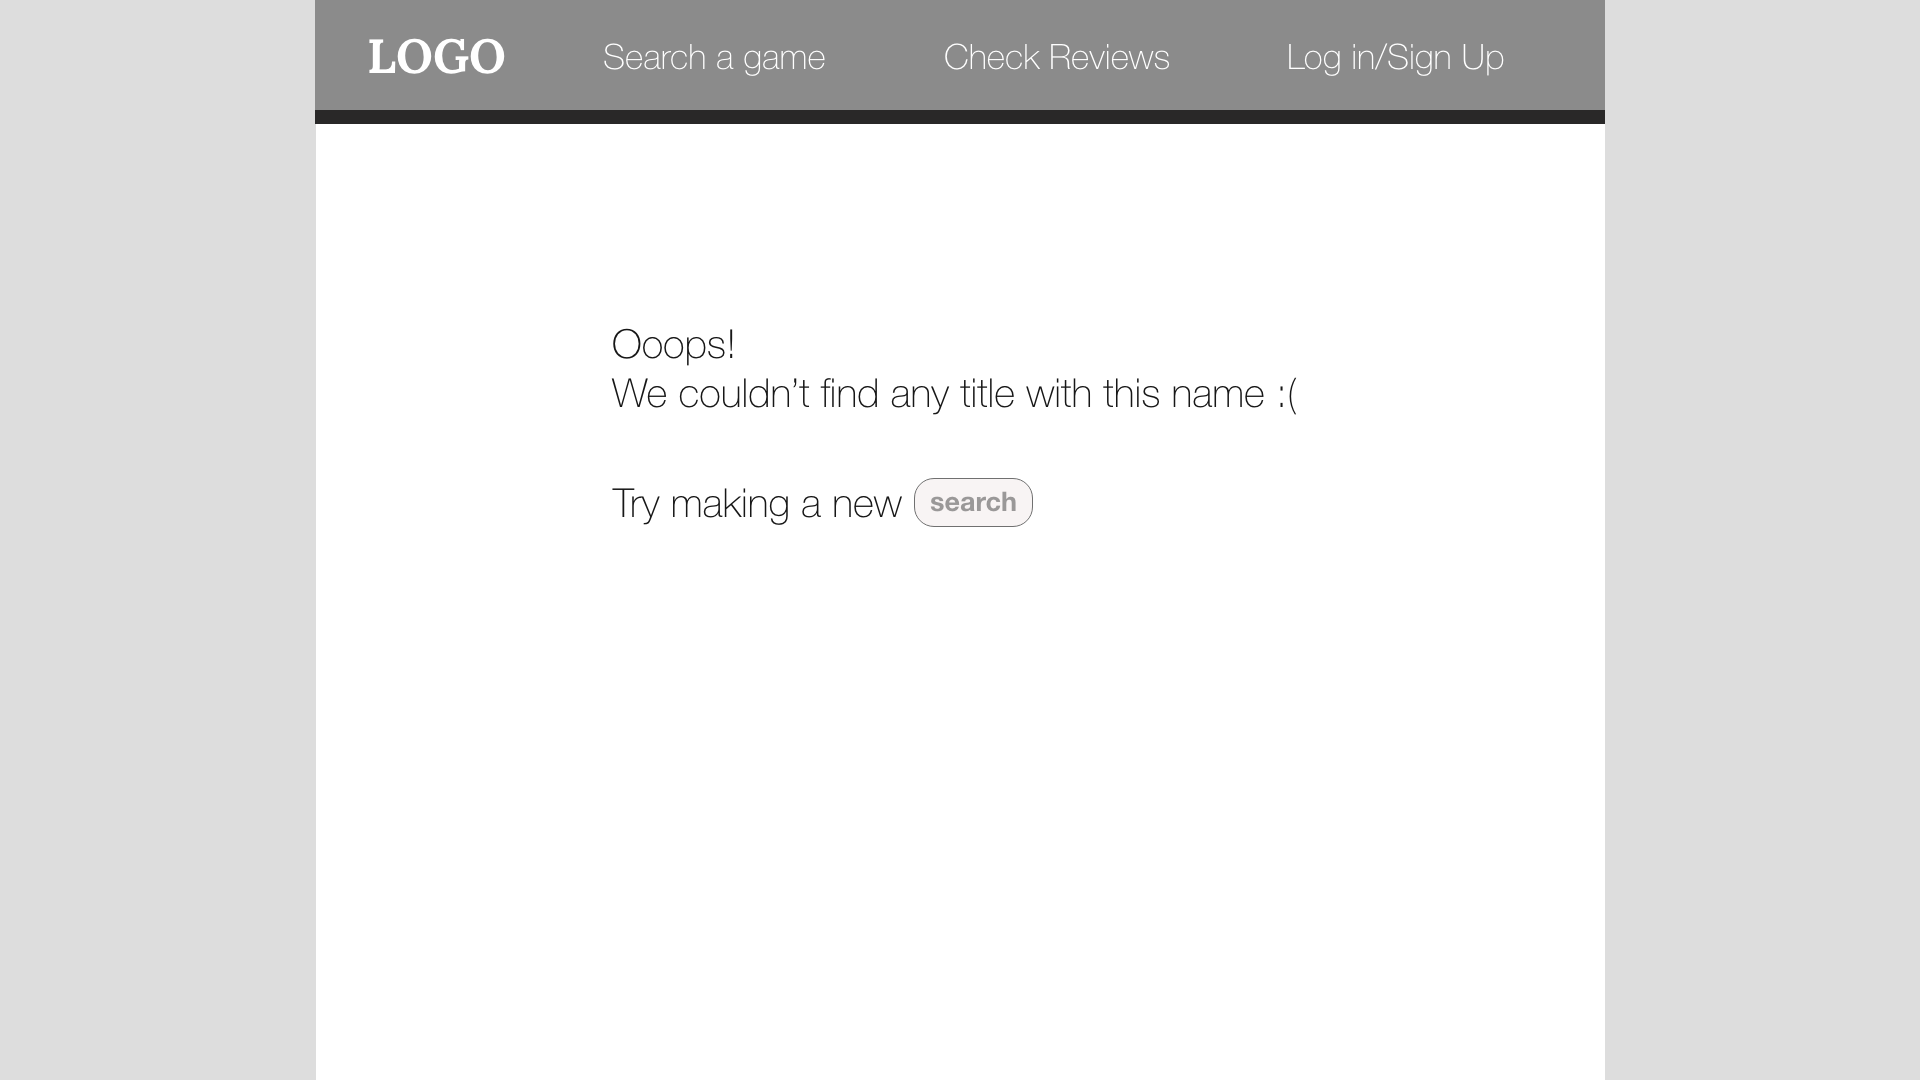 LOGO
Search a game
Check Reviews
Log in/Sign Up
Ooops!
We couldn’t find any title with this name :(
Try making a new search